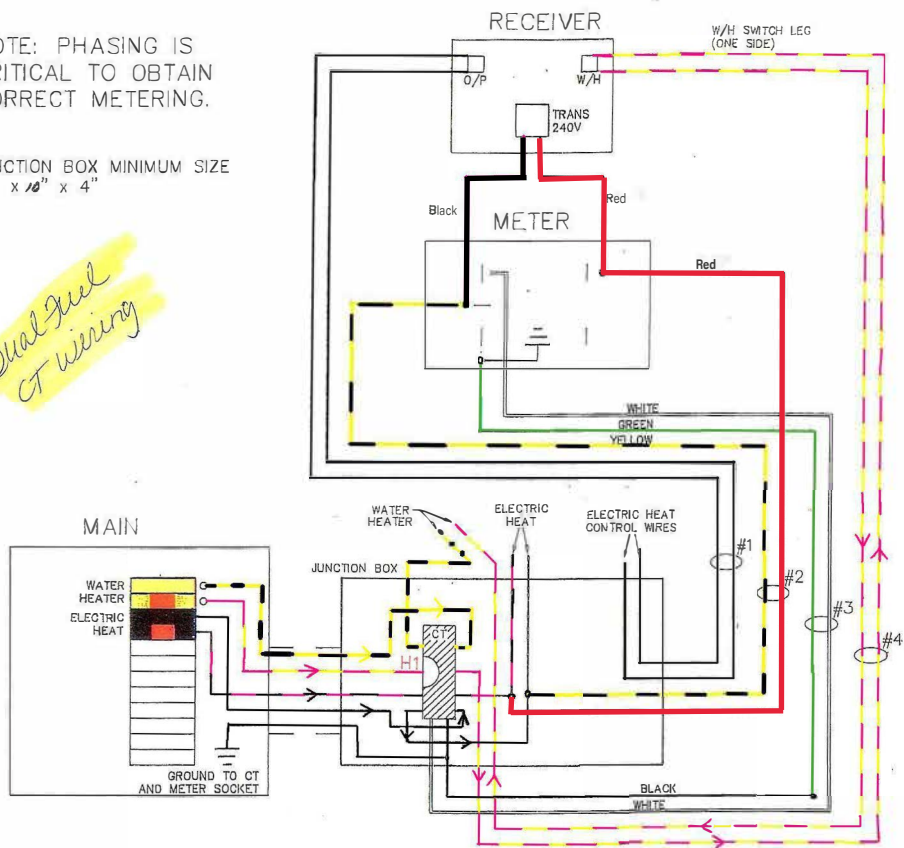 RECEIVER
OTE: PHASING IS
RITICAL TO OBTAIN
ORRECT METERING.
W/H SWITCH LEG
(ONE SIDE)
O/P
W/H
TRANS
240V
NCTION BOX MINIMUM SIZE
x 10" x 4"
Black
Red
METER
Red
Dual Fuel
CT Wiring
WHITE
GREEN
YELLOW
WATER
HEATER
ELECTRIC
HEAT
ELECTRIC HEAT
CONTROL WIRES
MAIN
#1
JUNCTION BOX
#2
WATER
HEATER
#3
ELECTRIC
HEAT
CT
#4
H1
GROUND TO CT
AND METER SOCKET
BLACK
WHITE